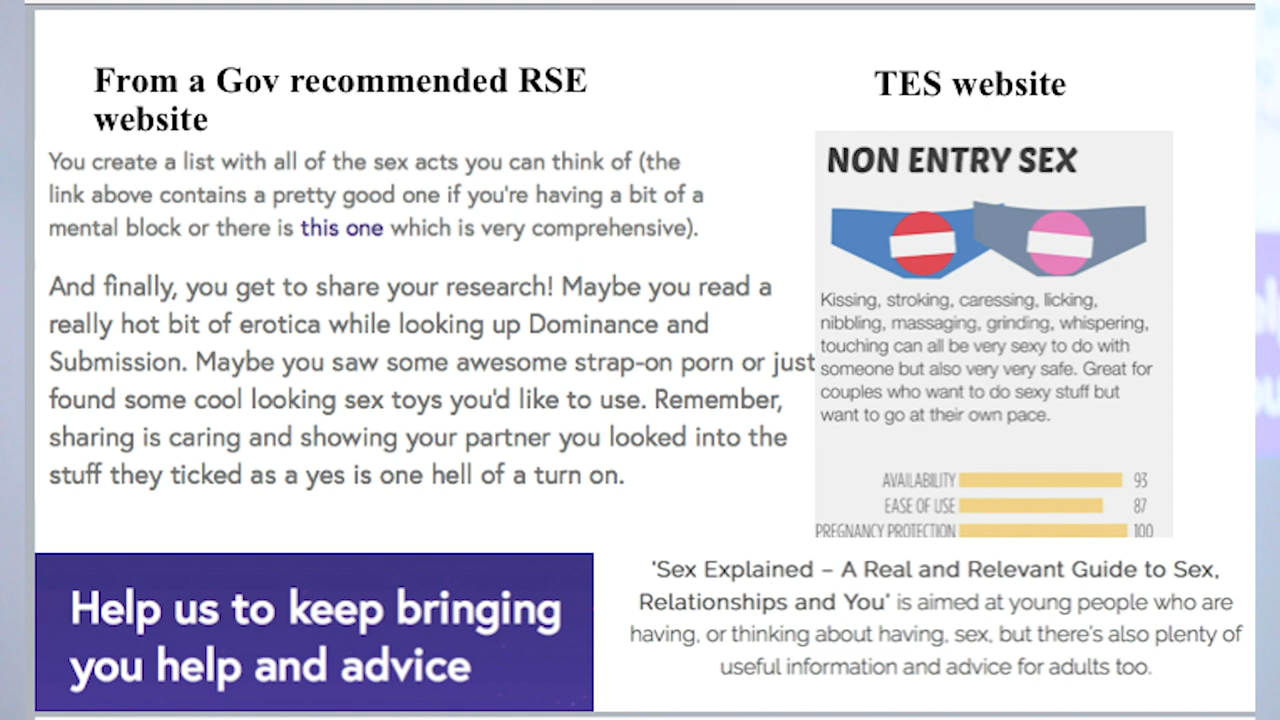 From a Gov recommended RSE
website
You create a list with all of the sex acts you can think of (the
link above contains a pretty good one if you're having a bit of a
mental block or there is this one which is very comprehensive).
And finally, you get to share your research! Maybe you read a
really hot bit of erotica while looking up Dominance and
Submission. Maybe you saw some awesome strap-on porn or just
found some cool looking sex toys you'd like to use. Remember,
sharing is caring and showing your partner you looked into the
stuff they ticked as a yes is one hell of a turn on.
Help us to keep bringing
you help and advice
TES website
NON ENTRY SEX
Kissing, stroking, caressing, licking,
nibbling, massaging, grinding, whispering,
touching can all be very sexy to do with
someone but also very very safe. Great for
couples who want to do sexy stuff but
want to go at their own pace.
AVAILABILITY 93
EASE OF USE 87
PREGNANCY PROTECTION 100
'Sex Explained – A Real and Relevant Guide to Sex,
Relationships and You' is aimed at young people who are
having, or thinking about having, sex, but there's also plenty of
useful information and advice for adults too.